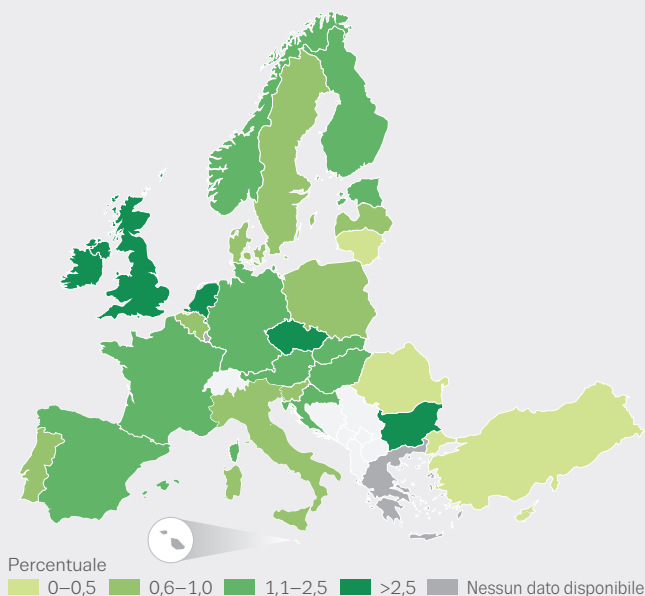 Percentuale
0–0,5 0,6–1,0 1,1–2,5 >2,5 Nessun dato disponibile